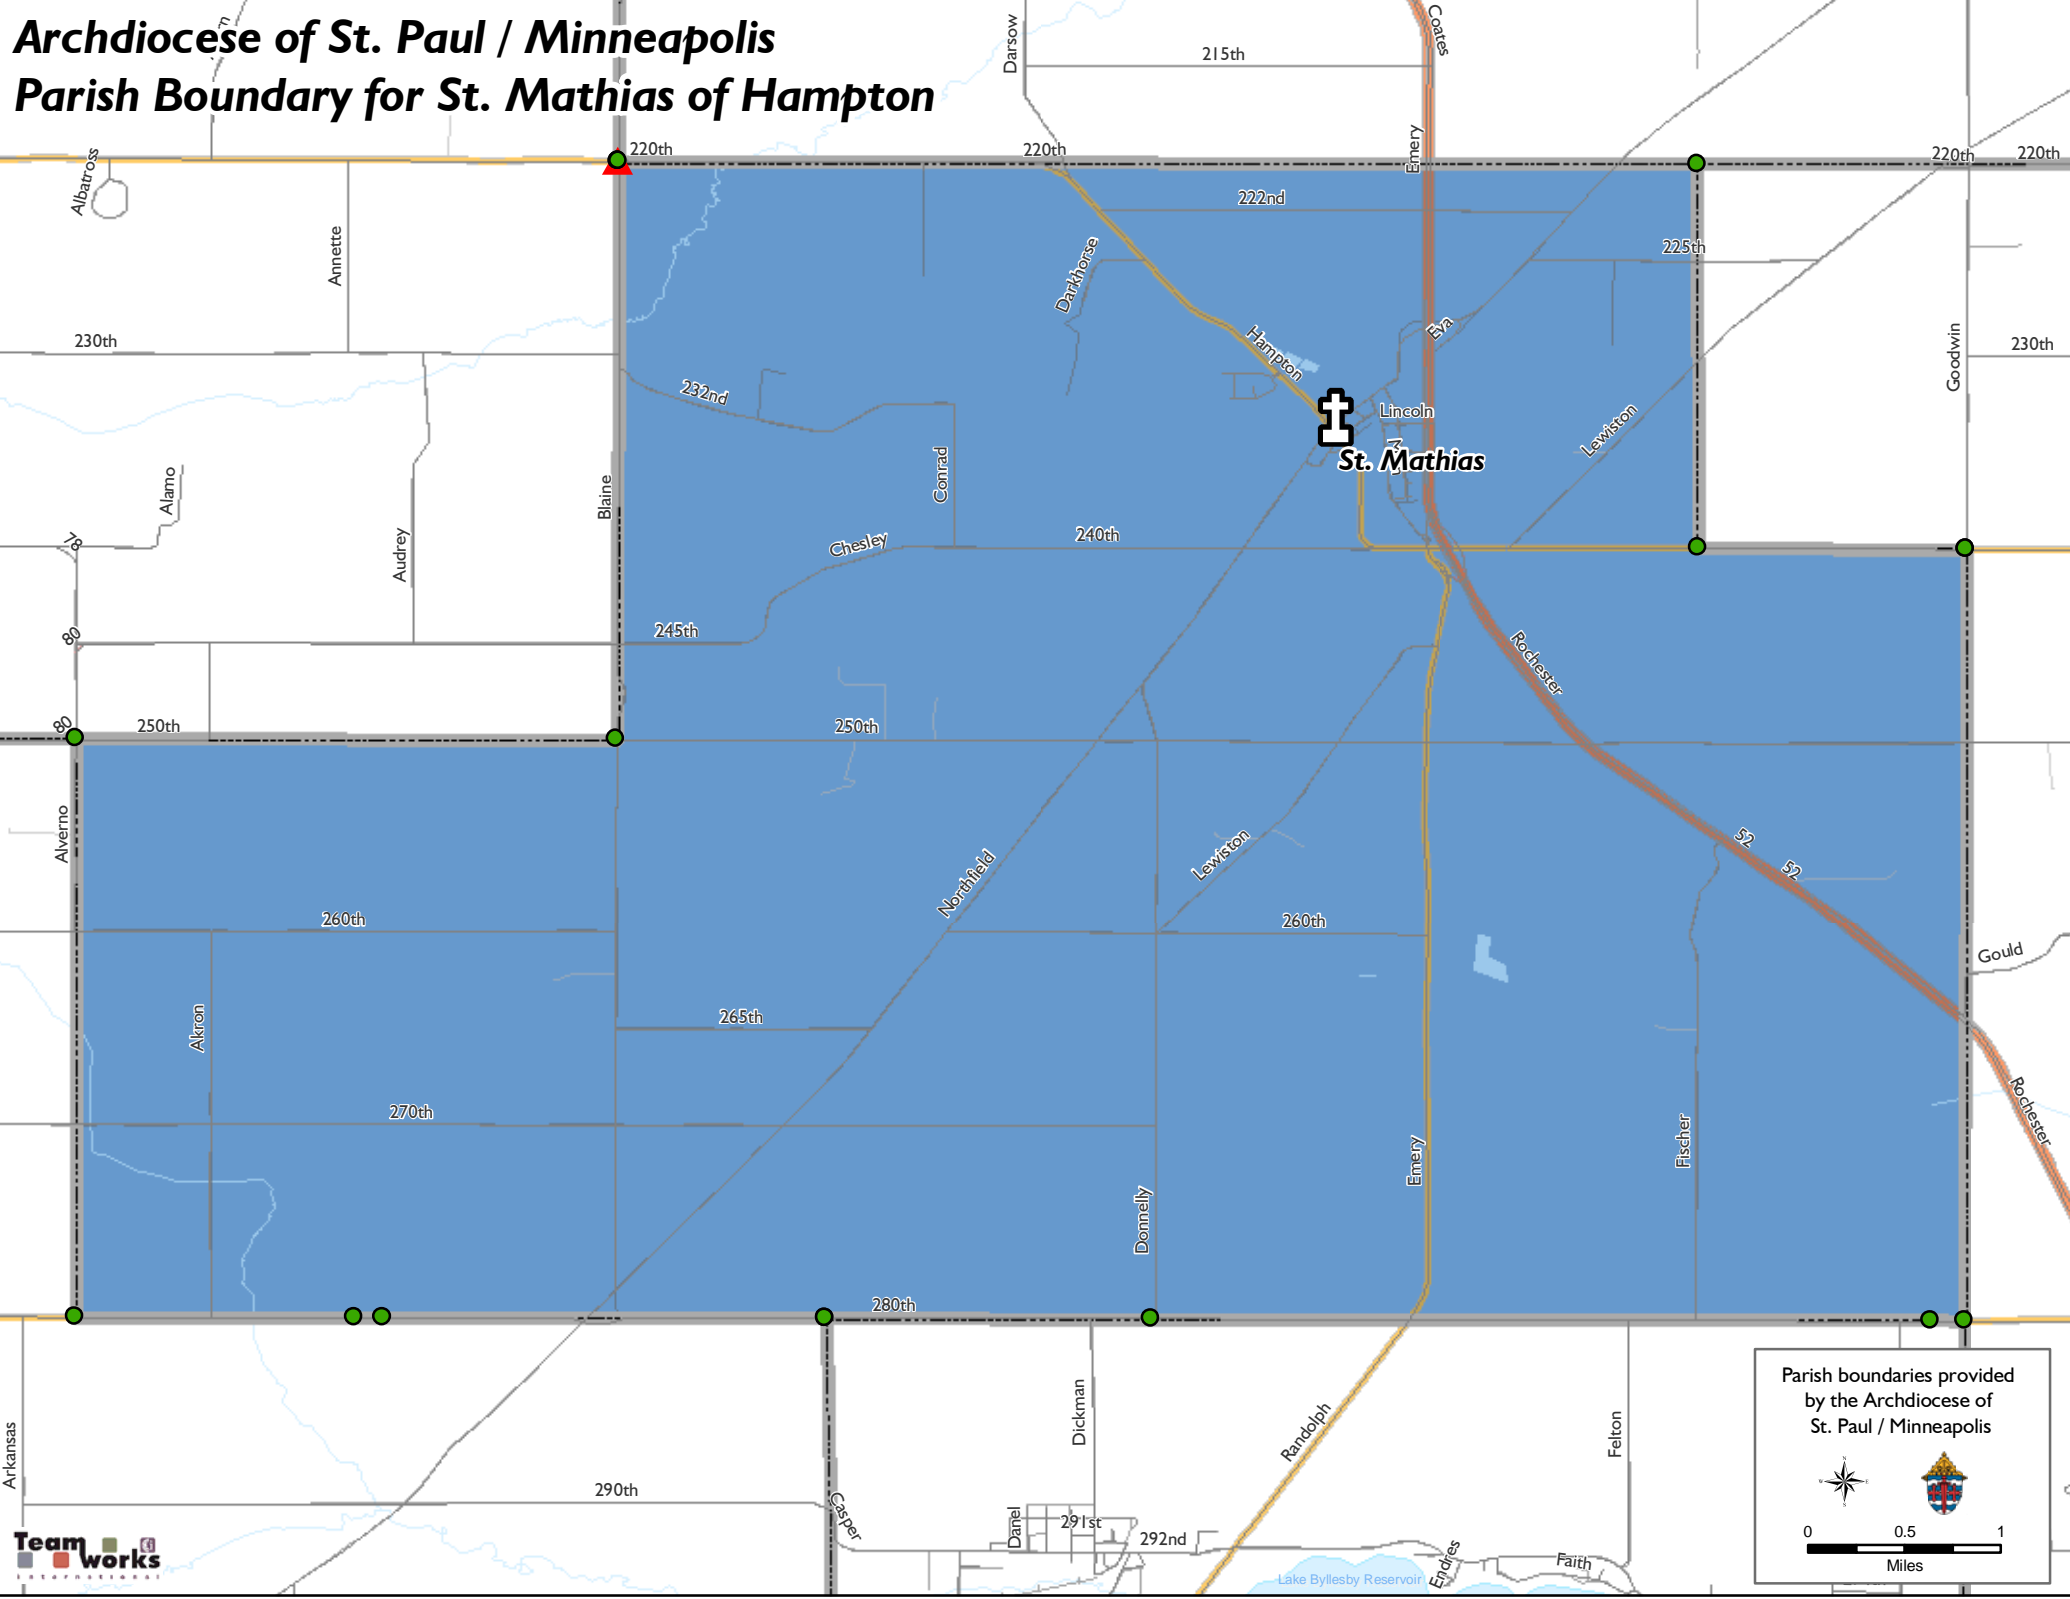 Archdiocese of St. Paul / Minneapolis
Parish Boundary for St. Mathias of Hampton
Darsow
215th
Coates
Emery
220th
220th
220th
220th
Albatross
Annette
222nd
225th
Darkhorse
Hampton
Eva
Goodwin
230th
230th
232nd
Lincoln
Lewiston
St. Mathias
Alamo
Blaine
Conrad
Audrey
78
Chesley
240th
80
245th
Rochester
80
250th
250th
Alverno
52
52
Northfield
Lewiston
260th
260th
Gould
Akron
265th
270th
Rochester
Fischer
Emery
Donnelly
280th
Arkansas
Dickman
Randolph
Felton
290th
Casper
Danel
291st
292nd
Endres
Faith
Lake Byllesby Reservoir
Parish boundaries provided
by the Archdiocese of
St. Paul / Minneapolis
N
0 0.5 1
Miles
Team
works
international